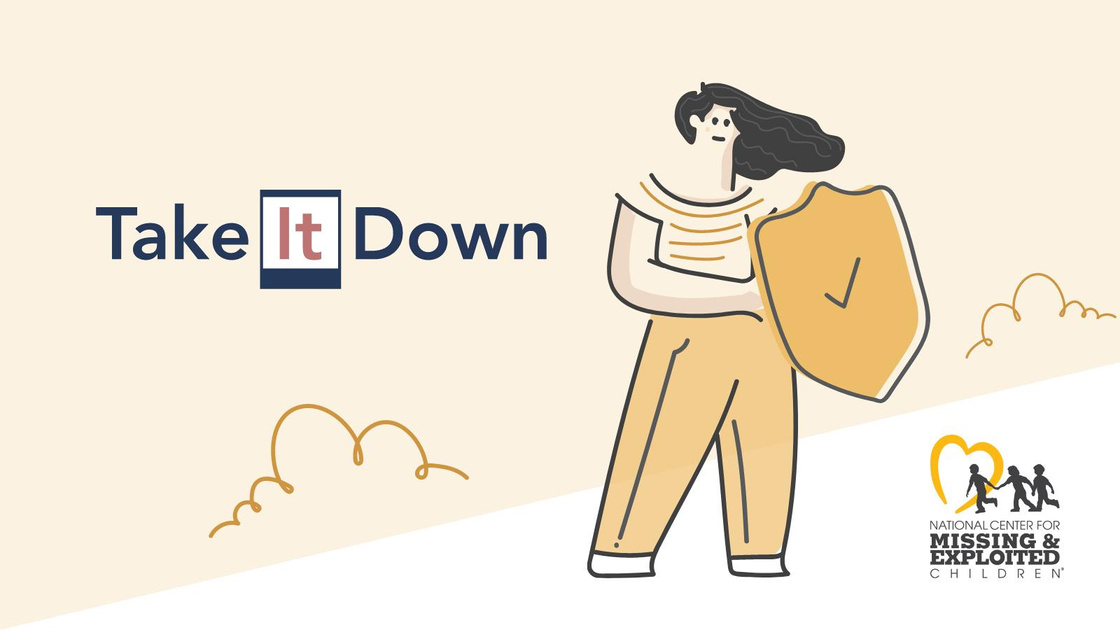 Take It Down
NATIONAL CENTER FOR
MISSING &
EXPLOITED
CHILDREN®